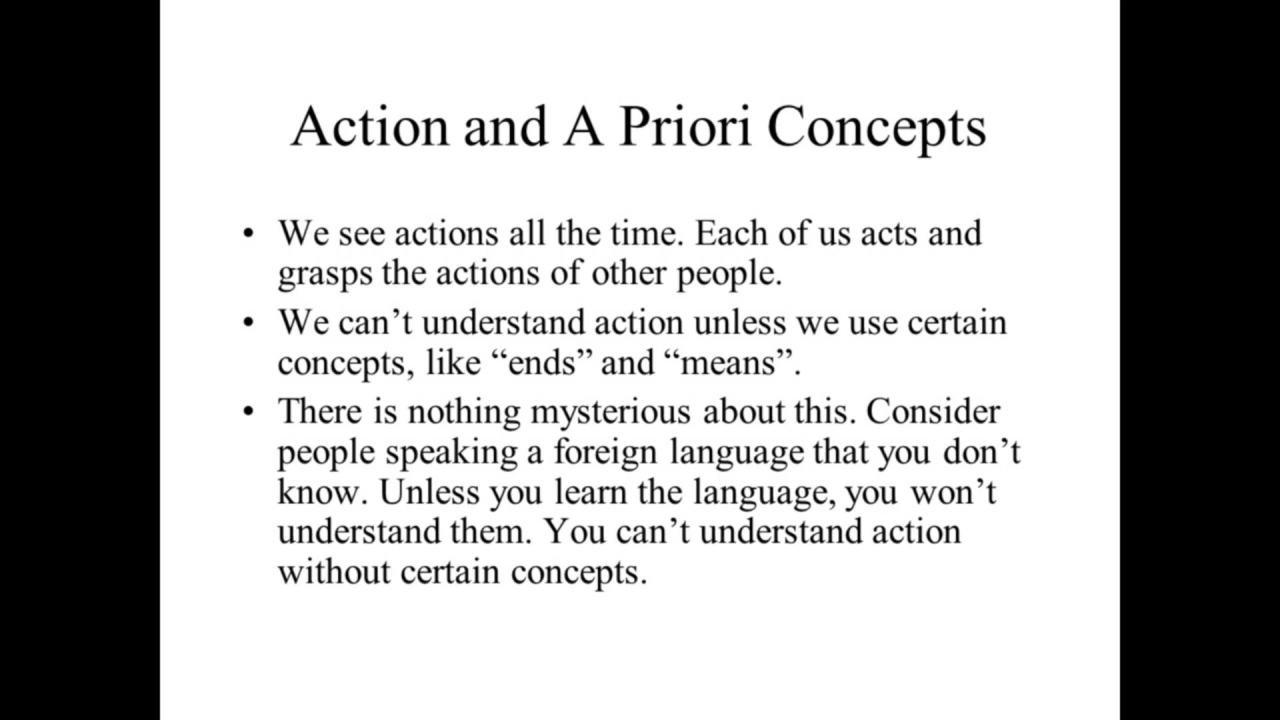 Action and A Priori Concepts
• We see actions all the time. Each of us acts and
grasps the actions of other people.
• We can’t understand action unless we use certain
concepts, like “ends” and “means”.
• There is nothing mysterious about this. Consider
people speaking a foreign language that you don’t
know. Unless you learn the language, you won’t
understand them. You can’t understand action
without certain concepts.